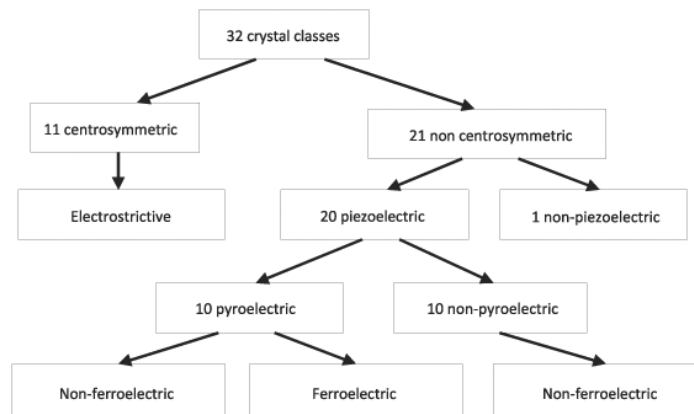 32 crystal classes
11 centrosymmetric
21 non centrosymmetric
Electrostrictive
20 piezoelectric
1 non-piezoelectric
10 pyroelectric
10 non-pyroelectric
Non-ferroelectric
Ferroelectric
Non-ferroelectric